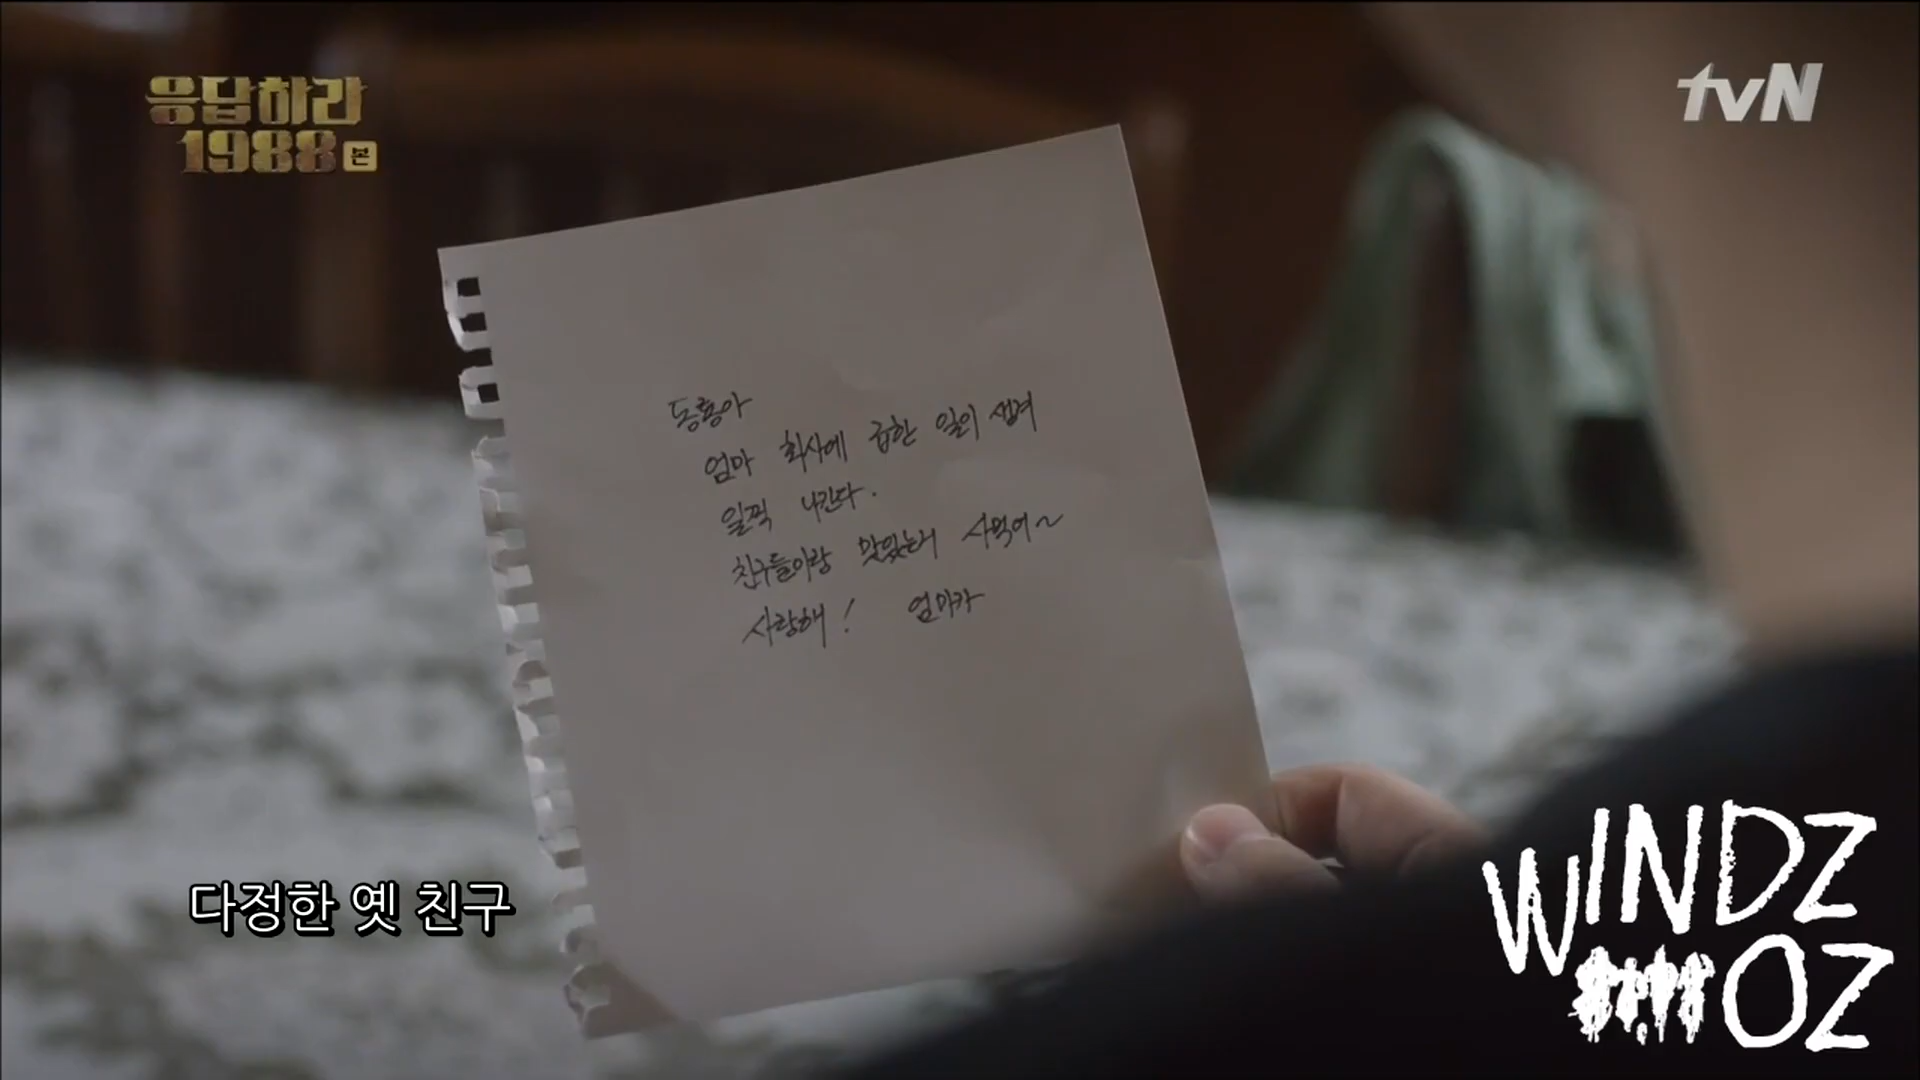 응답하라
1988 본
tvN
동룡아
엄마 회사에 급한 일이 생겨
일찍 나간다.
친구들이랑 맛있는거 사먹어~
사랑해! 엄마가
다정한 옛 친구
WINDZ
OZ